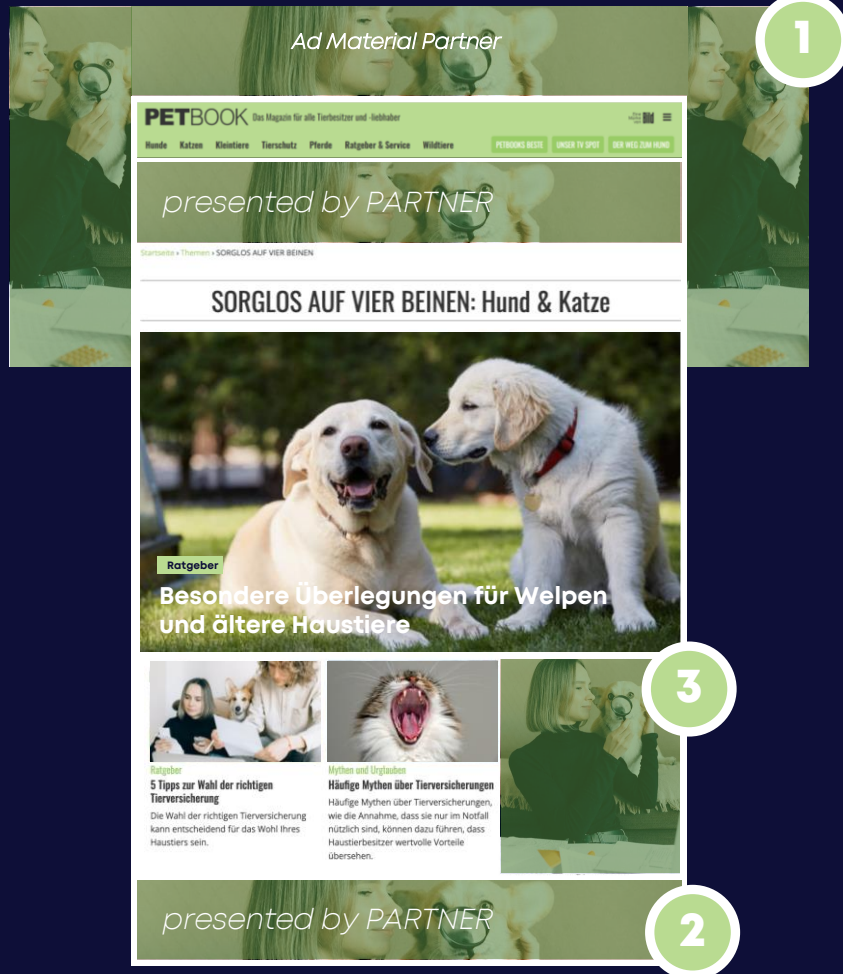 1
Ad Material Partner
PETBOOK Das Magazin für alle Tierbesitzer und -liebhaber
Hunde Katzen Kleintiere Tierschutz Pferde Ratgeber & Service Wildtiere PETBOOKS BESTE UNSER TV SPOT DER WEG ZUM HUND
presented by PARTNER
Startseite » Themen » SORGLOS AUF VIER BEINEN
SORGLOS AUF VIER BEINEN: Hund & Katze
Ratgeber
Besondere Überlegungen für Welpen
und ältere Haustiere
3
Ratgeber
5 Tipps zur Wahl der richtigen
Tierversicherung
Die Wahl der richtigen Tierversicherung
kann entscheidend für das Wohl Ihres
Haustiers sein.
Mythen und Urglauben
Häufige Mythen über Tierversicherungen
Häufige Mythen über Tierversicherungen,
wie die Annahme, dass sie nur im Notfall
nützlich sind, können dazu führen, dass
Haustierbesitzer wertvolle Vorteile
übersehen.
presented by PARTNER
2